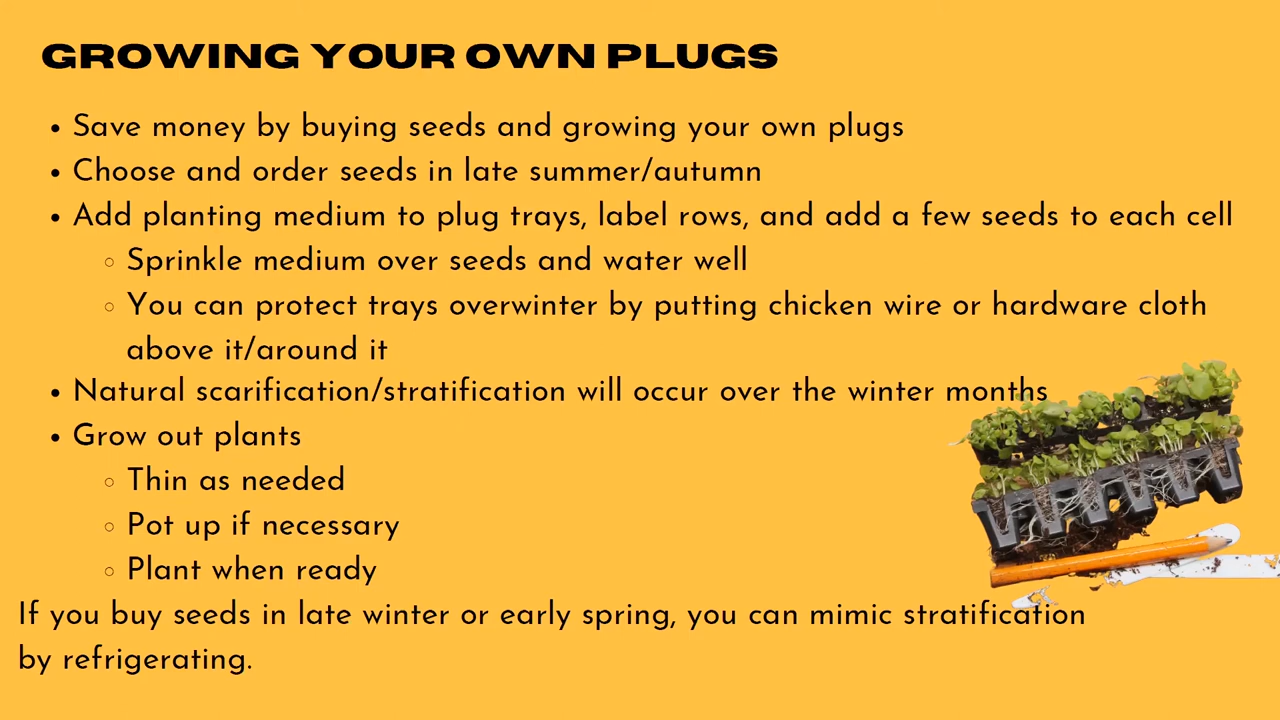 GROWING YOUR OWN PLUGS
• Save money by buying seeds and growing your own plugs
• Choose and order seeds in late summer/autumn
• Add planting medium to plug trays, label rows, and add a few seeds to each cell
◦ Sprinkle medium over seeds and water well
◦ You can protect trays overwinter by putting chicken wire or hardware cloth
above it/around it
• Natural scarification/stratification will occur over the winter months
• Grow out plants
◦ Thin as needed
◦ Pot up if necessary
◦ Plant when ready
If you buy seeds in late winter or early spring, you can mimic stratification
by refrigerating.